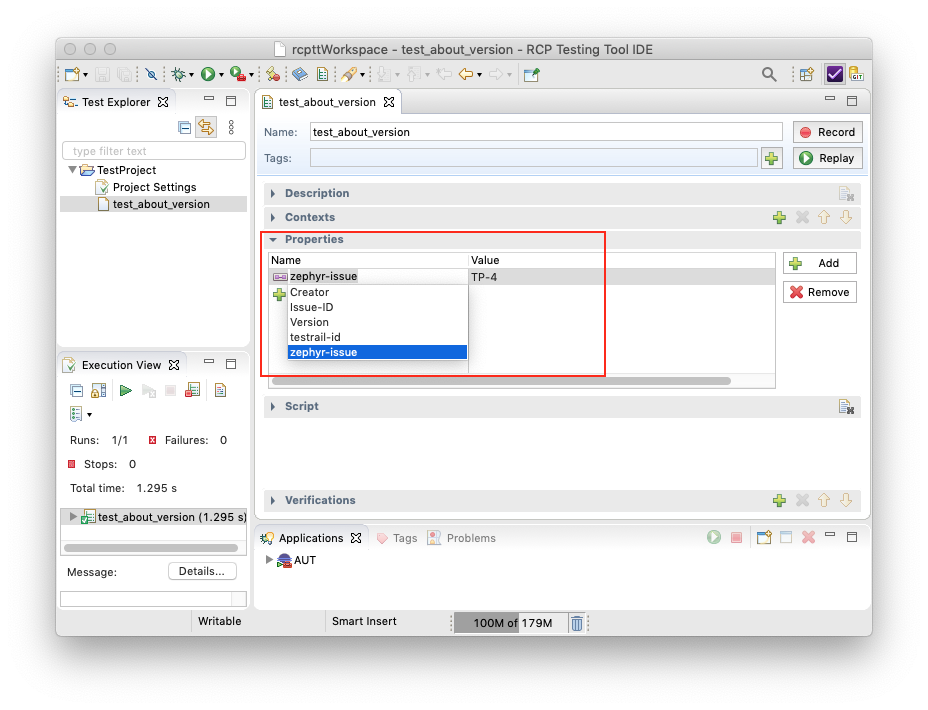 rcpttWorkspace - test_about_version - RCP Testing Tool IDE
GIT
Test Explorer
type filter text
TestProject
Project Settings
test_about_version
test_about_version
Name: test_about_version
Record
Tags:
Replay
Description
Contexts
Properties
Name Value
zephyr-issue TP-4
Creator
Issue-ID
Version
testrail-id
zephyr-issue
Add
Remove
Script
Verifications
Execution View
Runs: 1/1 Failures: 0
Stops: 0
Total time: 1.295 s
test_about_version (1.295 s)
Message: Details...
Applications Tags Problems
AUT
Writable Smart Insert 100M of 179M